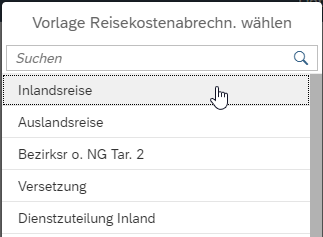 Vorlage Reisekostenabrechn. wählen
Suchen
Inlandsreise
Auslandsreise
Bezirksr o. NG Tar. 2
Versetzung
Dienstzuteilung Inland